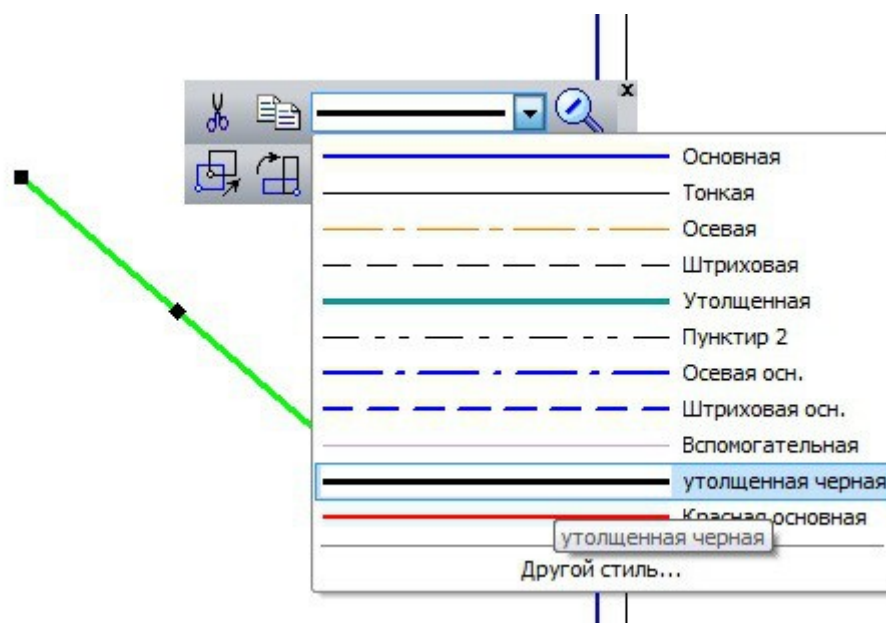 x
Основная
Тонкая
Осевая
Штриховая
Утолщенная
Пунктир 2
Осевая осн.
Штриховая осн.
Вспомогательная
утолщенная черная
Красная основная
утолщенная черная
Другой стиль...